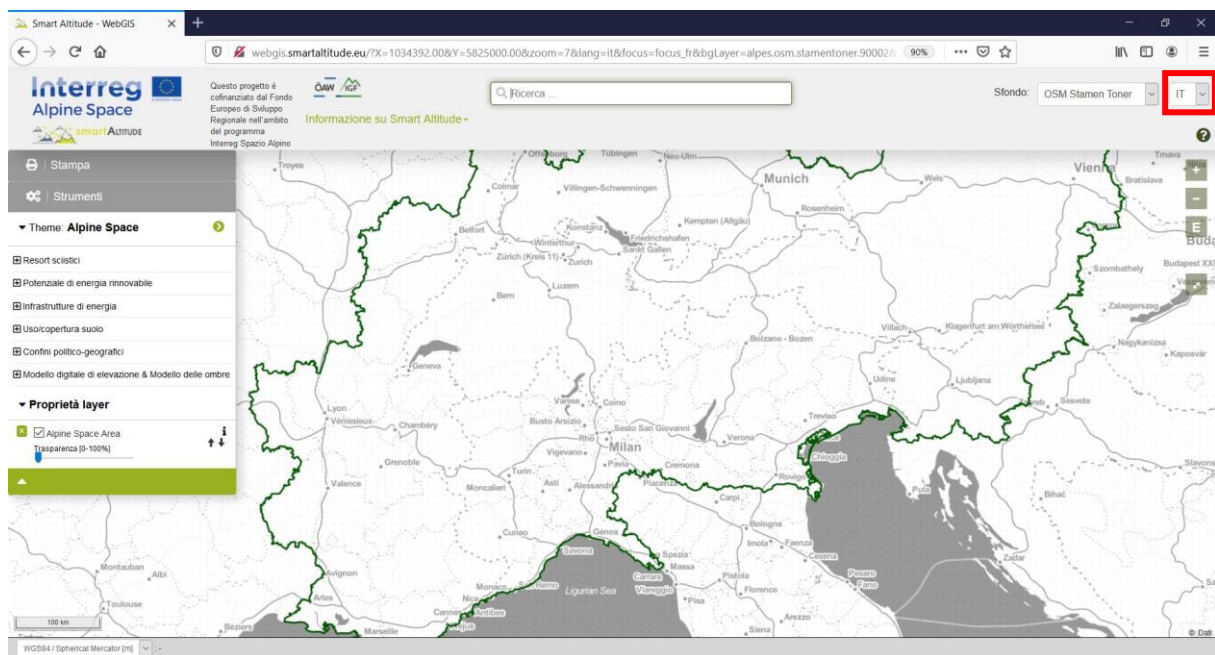 Smart Altitude - WebGIS
webgis.smartaltitude.eu/?X=1034392.00&Y=5825000.00&zoom=7&lang=it&focus=focus_fr&bgLayer=alpes.osm.stamentoner.90002
90%
Interreg
Alpine Space
smartAltitude
Questo progetto è
cofinanziato dal Fondo
Europeo di Sviluppo
Regionale nell'ambito
del programma
Interreg Spazio Alpino
ÖAW IGF
Informazione su Smart Altitude
Ricerca ...
Sfondo: OSM Stamen Toner IT
?
Stampa
Strumenti
Theme: Alpine Space
Resort sciistici
Potenziale di energia rinnovabile
Infrastrutture di energia
Uso/copertura suolo
Confini politico-geografici
Modello digitale di elevazione & Modello delle ombre
Proprietà layer
Alpine Space Area
i
Trasparenza [0-100%]
+
-
E
Troyes
Offenburg
Tübingen
Neu-Ulm
Munich
Wels
Vienna
Trnava
Bratislava
Colmar
Villingen-Schwenningen
Rosenheim
Belfort
Konstanz
Kempten (Allgäu)
Friedrichshafen
Winterthur
Sankt Gallen
Zürich (Kreis 11)
Zurich
Budapest XXI
Szombathely
Luzern
Bern
Zalaegerszeg
Villach
Klagenfurt am Wörthersee
Bolzano - Bozen
Nagykanizsa
Kaposvár
Geneva
Udine
Ljubljana
Varese
Como
Zagreb
Sesvete
Lyon
Vénissieux
Chambéry
Busto Arsizio
Sesto San Giovanni
Treviso
Rho
Milan
Verona
Vigevano
Chioggia
Grenoble
Pavia
Cremona
Turin
Rovigo
Valence
Moncalieri
Asti
Alessandria
Piacenza
Carpi
Pula
Bihać
Bologna
Cuneo
Genoa
Imola
Faenza
Savona
Spezia
Cesena
Zadar
Massa
Montauban
Albi
Avignon
Carrara
Pistoia
Pesaro
Monaco
San Remo
Ligurian Sea
Viareggio
Florence
Fano
Arles
Nice
Pisa
Toulouse
Cannes
Antibes
Arezzo
100 km
Béziers
Marseille
Siena
© Dati
WGS84 / Spherical Mercator [m] : -